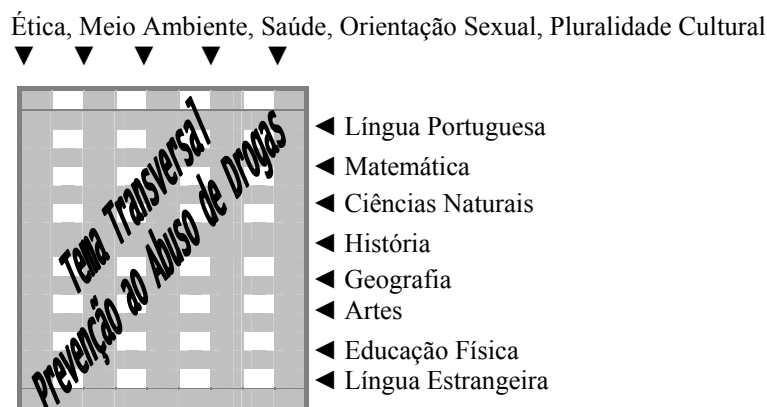 Ética, Meio Ambiente, Saúde, Orientação Sexual, Pluralidade Cultural
Tema Transversal
Prevenção ao Abuso de Drogas
Língua Portuguesa
Matemática
Ciências Naturais
História
Geografia
Artes
Educação Física
Língua Estrangeira